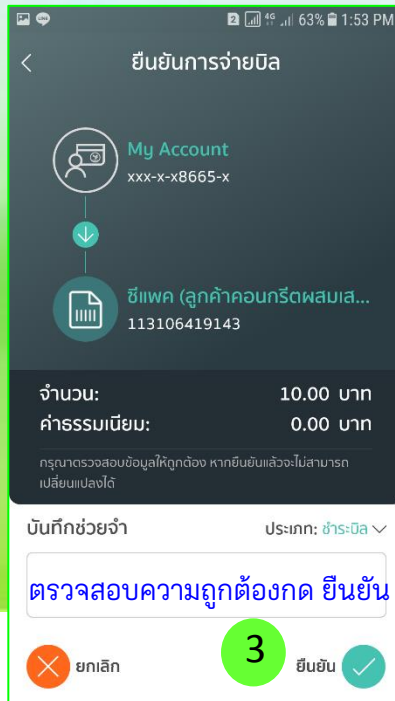 2 4G 63% 1:53 PM
ยืนยันการจ่ายบิล
My Account
xxx-x-x8665-x
ซีแพค (ลูกค้าคอนกรีตผสมเส...
113106419143
จำนวน: 10.00 บาท
ค่าธรรมเนียม: 0.00 บาท
กรุณาตรวจสอบข้อมูลให้ถูกต้อง หากยืนยันแล้วจะไม่สามารถ
เปลี่ยนแปลงได้
บันทึกช่วยจำ ประเภท: ชำระบิล
ตรวจสอบความถูกต้องกด ยืนยัน
ยกเลิก 3 ยืนยัน